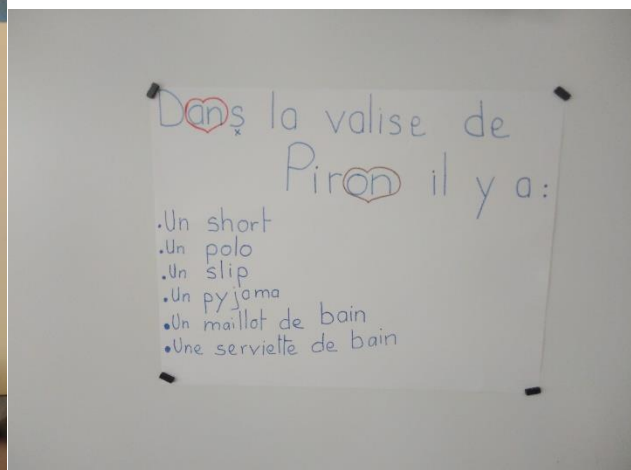 Dans la valise de
Piron il y a:
.Un short
.Un polo
.Un slip
.Un pyjama
•Un maillot de bain
•Une serviette de bain